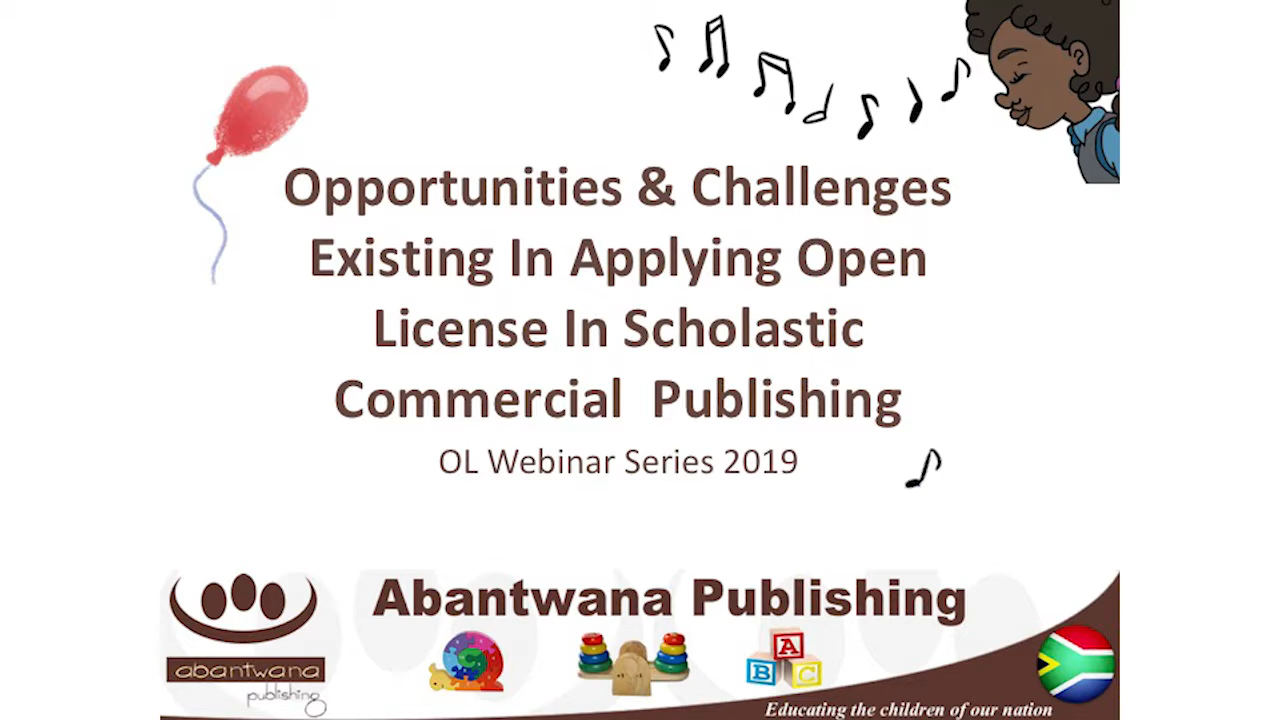 Opportunities & Challenges
Existing In Applying Open
License In Scholastic
Commercial Publishing
OL Webinar Series 2019
Abantwana Publishing
abantwana
publishing
A
B C
Educating the children of our nation